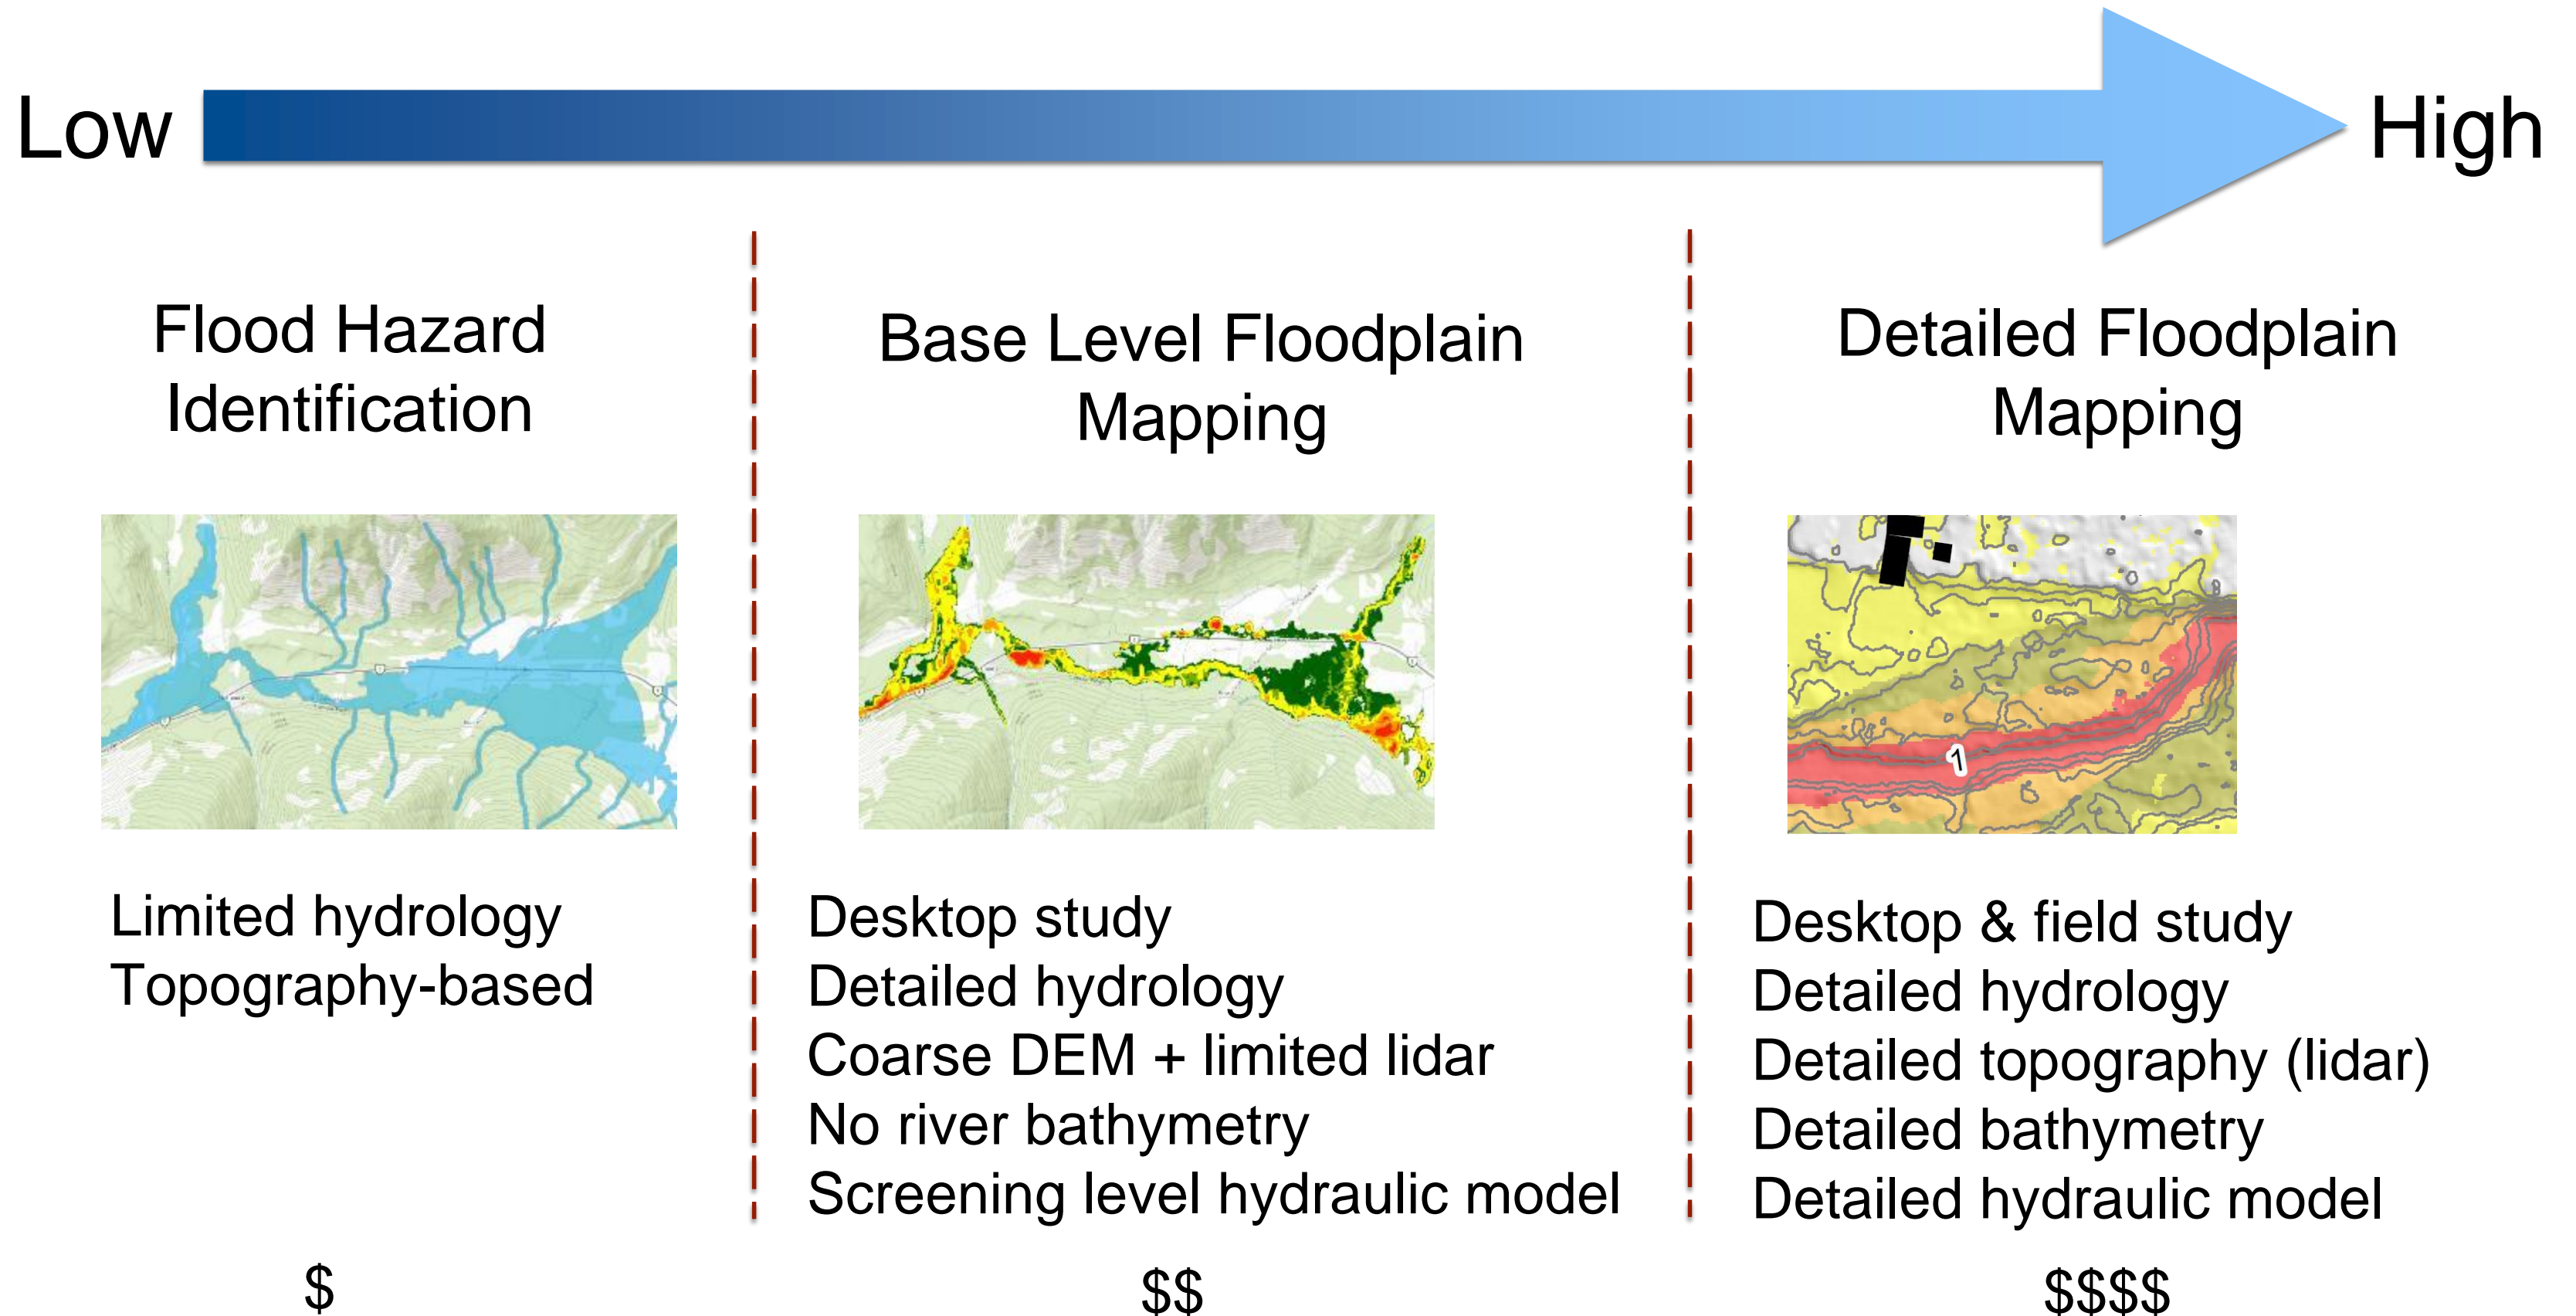 Low
High
Flood Hazard
Identification
Base Level Floodplain
Mapping
Detailed Floodplain
Mapping
1
Limited hydrology
Topography-based
Desktop study
Detailed hydrology
Coarse DEM + limited lidar
No river bathymetry
Screening level hydraulic model
Desktop & field study
Detailed hydrology
Detailed topography (lidar)
Detailed bathymetry
Detailed hydraulic model
$
$$
$$$$